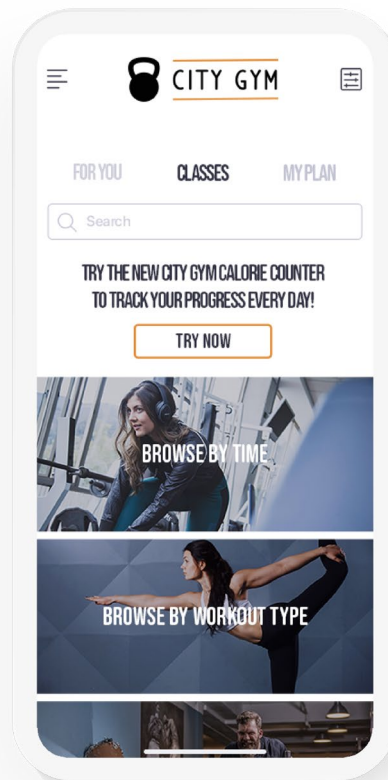 CITY GYM
FOR YOU CLASSES MY PLAN
Search
TRY THE NEW CITY GYM CALORIE COUNTER
TO TRACK YOUR PROGRESS EVERY DAY!
TRY NOW
BROWSE BY TIME
BROWSE BY WORKOUT TYPE